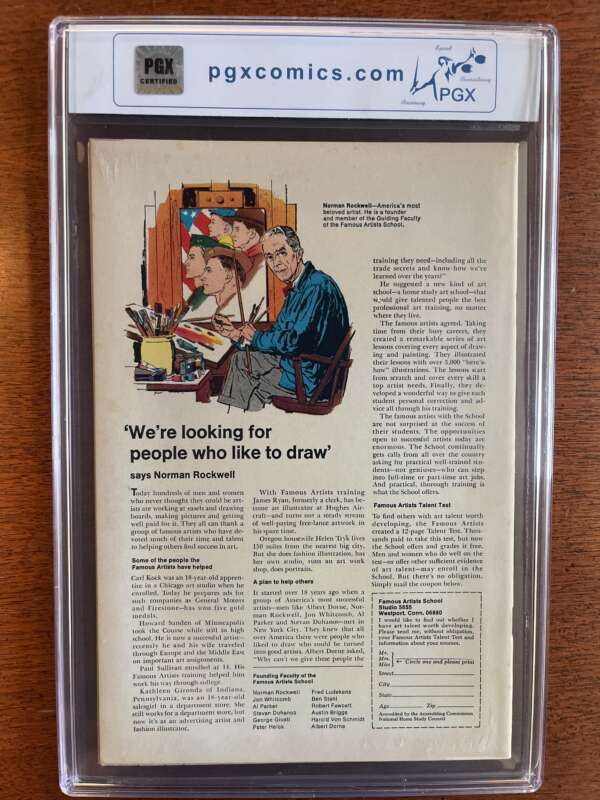 PGX
CERTIFIED
pgxcomics.com
PGX
Norman Rockwell—America's most
beloved artist. He is a founder
and member of the Guiding Faculty
of the Famous Artists School.
'We're looking for
people who like to draw'
says Norman Rockwell
Today hundreds of men and women
who never thought they could be art-
ists are working at easels and drawing
boards, making pictures and getting
well paid for it. They all can thank a
group of famous artists who have de-
voted much of their time and talent
to helping others find success in art.
Some of the people the
Famous Artists have helped
Carl Kock was an 18-year-old appren-
tice in a Chicago art studio when he
enrolled. Today he prepares ads for
such companies as General Motors
and Firestone—has won five gold
medals.
Howard Sanden of Minneapolis
took the Course while still in high
school. He is now a successful artist—
recently he and his wife traveled
through Europe and the Middle East
on important art assignments.
Paul Sullivan enrolled at 14. His
Famous Artists training helped him
work his way through college.
Kathleen Gironda of Indiana,
Pennsylvania, was an 18-year-old
salesgirl in a department store. She
still works for a department store, but
now it's as an advertising artist and
fashion illustrator.
With Famous Artists training
James Ryan, formerly a clerk, has be-
come an illustrator at Hughes Air-
craft—and turns out a steady stream
of well-paying free-lance artwork in
his spare time.
Oregon housewife Helen Tryk lives
150 miles from the nearest big city.
But she does fashion illustration, has
her own studio, runs an art work
shop, does portraits.
A plan to help others
It started over 18 years ago when a
group of America's most successful
artists—men like Albert Dorne, Nor-
man Rockwell, Jon Whitcomb, Al
Parker and Stevan Dohanos—met in
New York City. They knew that all
over America there were people who
liked to draw who could be turned
into good artists. Albert Dorne asked,
"Why can't we give these people the
Founding Faculty of the
Famous Artists School
Norman Rockwell
Jon Whitcomb
Al Parker
Stevan Dohanos
George Giusti
Peter Helck
Fred Ludekens
Ben Stahl
Robert Fawcett
Austin Briggs
Harold Von Schmidt
Albert Dorne
training they need—including all the
trade secrets and know-how we've
learned over the years?"
He suggested a new kind of art
school—a home study art school—that
would give talented people the best
professional art training, no matter
where they live.
The famous artists agreed. Taking
time from their busy careers, they
created a remarkable series of art
lessons covering every aspect of draw-
ing and painting. They illustrated
their lessons with over 5,000 "here's-
how" illustrations. The lessons start
from scratch and cover every skill a
top artist needs. Finally, they de-
veloped a wonderful way to give each
student personal correction and ad-
vice all through his training.
The famous artists with the School
are not surprised at the success of
their students. The opportunities
open to successful artists today are
enormous. The School continually
gets calls from all over the country
asking for practical well-trained stu-
dents—not geniuses—who can step
into full-time or part-time art jobs.
And practical, thorough training is
what the School offers.
Famous Artists Talent Test
To find others with art talent worth
developing, the Famous Artists
created a 12-page Talent Test. Thou-
sands paid to take this test, but now
the School offers and grades it free.
Men and women who do well on the
test—or offer other sufficient evidence
of art talent—may enroll in the
School. But there's no obligation.
Simply mail the coupon below.
Famous Artists School
Studio 5655
Westport, Conn. 06880
I would like to find out whether I
have art talent worth developing.
Please send me, without obligation,
your Famous Artists Talent Test and
information about your courses.
Mr.
Mrs.
Miss
Circle one and please print
Street
City
State
Age Zip
Accredited by the Accrediting Commission
National Home Study Council